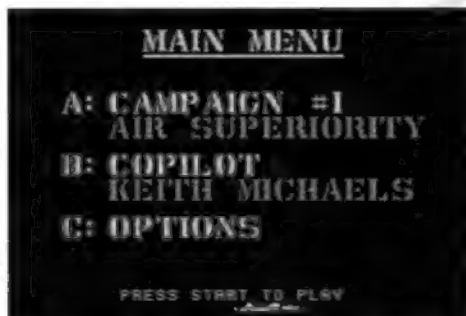 MAIN MENU
A: CAMPAIGN #1
AIR SUPERIORITY
B: COPILOT
KEITH MICHAELS
C: OPTIONS
PRESS START TO PLAY